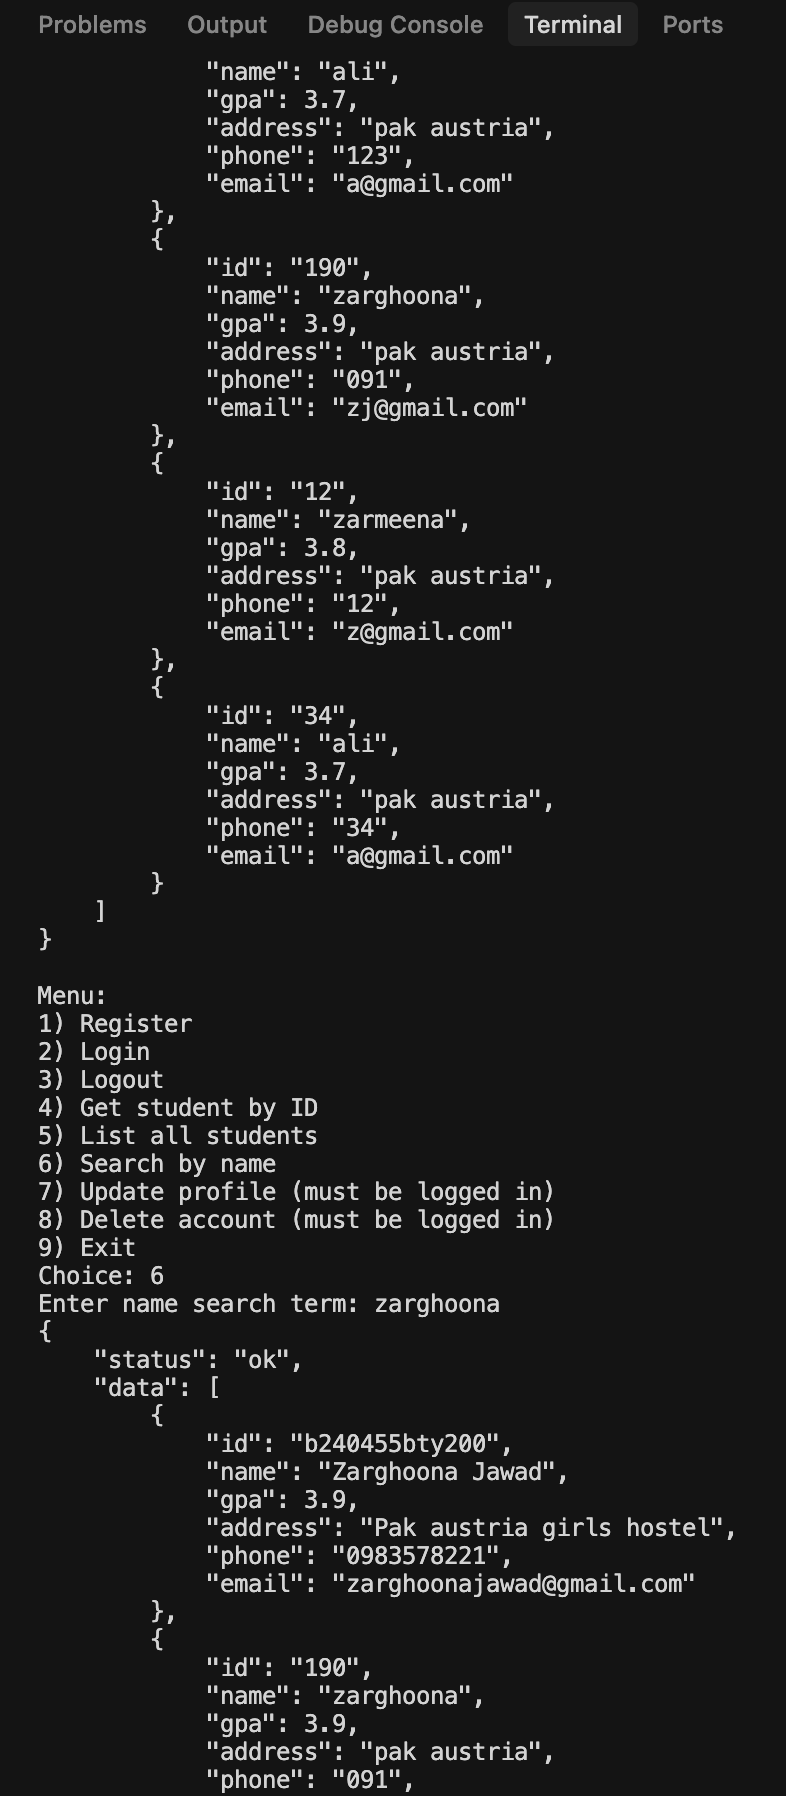 Problems Output Debug Console Terminal Ports
"name": "ali",
"gpa": 3.7,
"address": "pak austria",
"phone": "123",
"email": "a@gmail.com"
},
{
"id": "190",
"name": "zarghoona",
"gpa": 3.9,
"address": "pak austria",
"phone": "091",
"email": "zj@gmail.com"
},
{
"id": "12",
"name": "zarmeena",
"gpa": 3.8,
"address": "pak austria",
"phone": "12",
"email": "z@gmail.com"
},
{
"id": "34",
"name": "ali",
"gpa": 3.7,
"address": "pak austria",
"phone": "34",
"email": "a@gmail.com"
}
]
}
Menu:
1) Register
2) Login
3) Logout
4) Get student by ID
5) List all students
6) Search by name
7) Update profile (must be logged in)
8) Delete account (must be logged in)
9) Exit
Choice: 6
Enter name search term: zarghoona
{
"status": "ok",
"data": [
{
"id": "b240455bty200",
"name": "Zarghoona Jawad",
"gpa": 3.9,
"address": "Pak austria girls hostel",
"phone": "0983578221",
"email": "zarghoonajawad@gmail.com"
},
{
"id": "190",
"name": "zarghoona",
"gpa": 3.9,
"address": "pak austria",
"phone": "091",